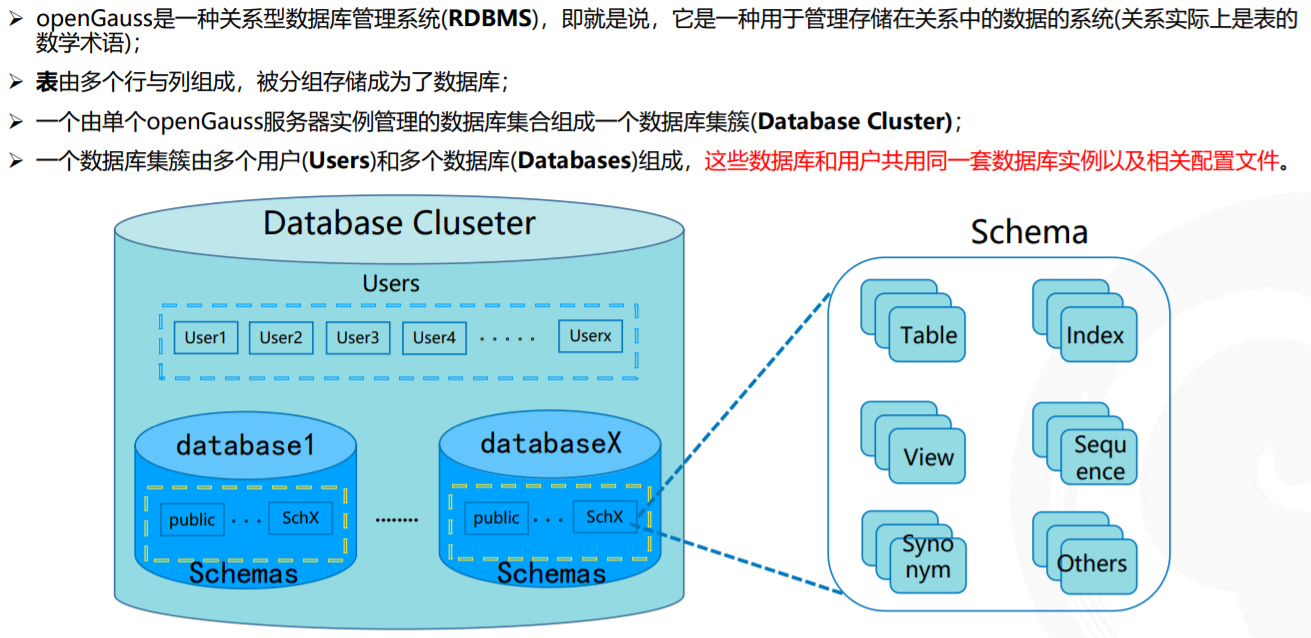 openGauss是一种关系型数据库管理系统(RDBMS)，即就是说，它是一种用于管理存储在关系中的数据的系统(关系实际上是表的
数学术语)；
表由多个行与列组成，被分组存储成为了数据库；
一个由单个openGauss服务器实例管理的数据库集合组成一个数据库集簇(Database Cluster)；
一个数据库集簇由多个用户(Users)和多个数据库(Databases)组成，这些数据库和用户共用同一套数据库实例以及相关配置文件。
Database Cluseter
Users
User1
User2
User3
User4
·····
Userx
database1
public
···
SchX
Schemas
········
databaseX
public
···
SchX
Schemas
Schema
Table
Index
View
Sequ
ence
Syno
nym
Others